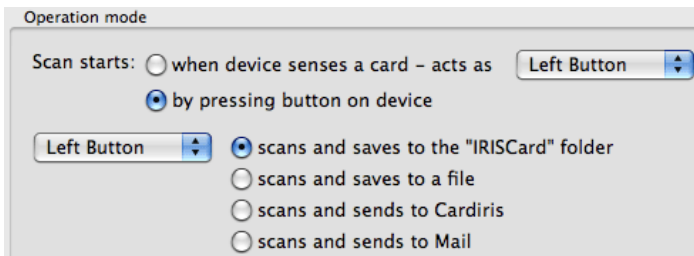 Operation mode
Scan starts: when device senses a card – acts as Left Button
by pressing button on device
Left Button scans and saves to the "IRISCard" folder
scans and saves to a file
scans and sends to Cardiris
scans and sends to Mail